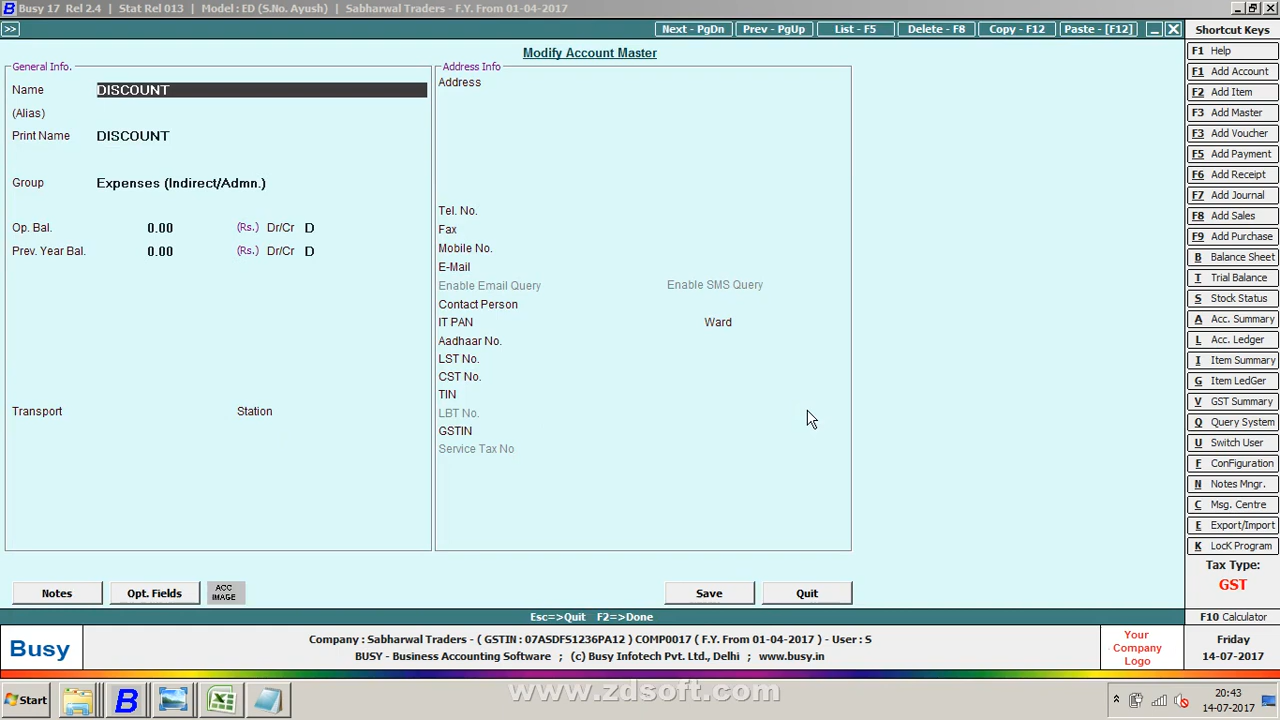 Busy 17 Rel 2.4 | Stat Rel 013 | Model : ED (S.No. Ayush) | Sabharwal Traders - F.Y. From 01-04-2017
>> Next - PgDn Prev - PgUp List - F5 Delete - F8 Copy - F12 Paste - [F12]
Shortcut Keys
Modify Account Master
General Info.
Name DISCOUNT
(Alias)
Print Name DISCOUNT
Group Expenses (Indirect/Admn.)
Op. Bal. 0.00 (Rs.) Dr/Cr D
Prev. Year Bal. 0.00 (Rs.) Dr/Cr D
Transport Station
Address Info
Address
Tel. No.
Fax
Mobile No.
E-Mail
Enable Email Query Enable SMS Query
Contact Person
IT PAN Ward
Aadhaar No.
LST No.
CST No.
TIN
LBT No.
GSTIN
Service Tax No
Notes Opt. Fields ACC IMAGE Save Quit
F1 Help
F1 Add Account
F2 Add Item
F3 Add Master
F3 Add Voucher
F5 Add Payment
F6 Add Receipt
F7 Add Journal
F8 Add Sales
F9 Add Purchase
B Balance Sheet
T Trial Balance
S Stock Status
A Acc. Summary
L Acc. Ledger
I Item Summary
G Item LedGer
V GST Summary
Q Query System
U Switch User
F ConFiguration
N Notes Mngr.
C Msg. Centre
E Export/Import
K LocK Program
Tax Type:
GST
Esc=>Quit F2=>Done
F10 Calculator
Busy
Company : Sabharwal Traders - ( GSTIN : 07ASDFS1236PA12 ) COMP0017 ( F.Y. From 01-04-2017 ) - User : S
BUSY - Business Accounting Software ; (c) Busy Infotech Pvt. Ltd., Delhi ; www.busy.in
Your
Company
Logo
Friday
14-07-2017
Start
B
www.zdsoft.com
20:43
14-07-2017